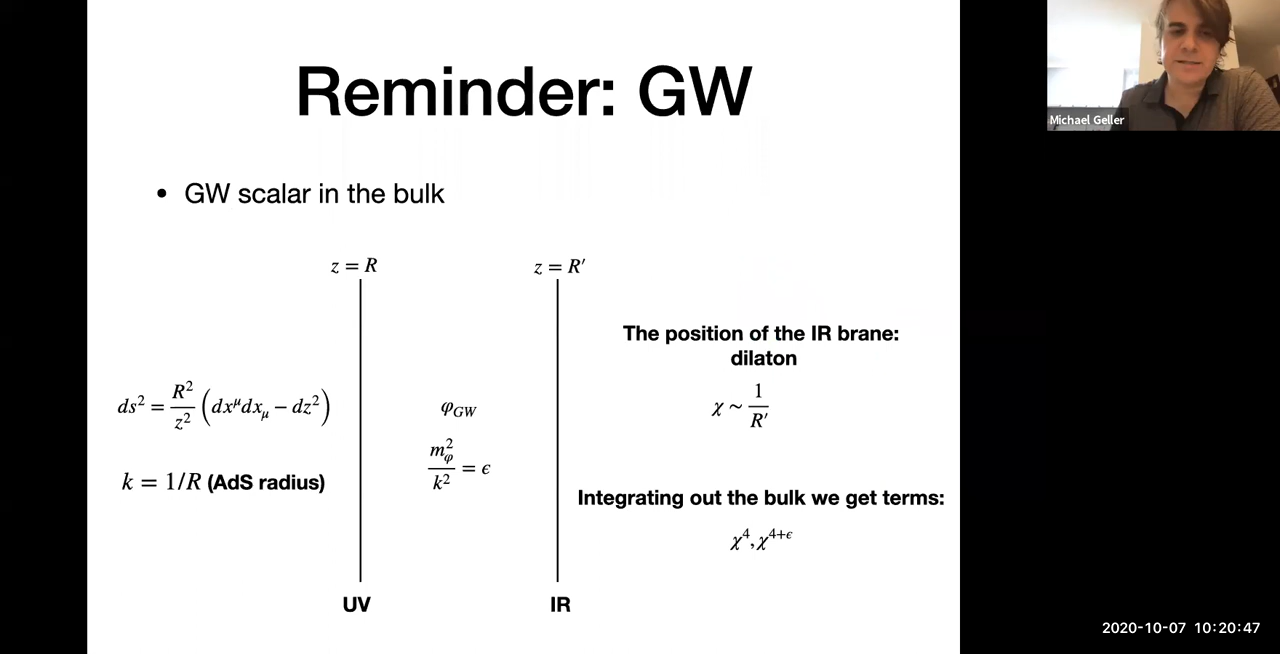 Reminder: GW
• GW scalar in the bulk
z = R
z = R′
ds² = R²/z² (dx^μ dx_μ − dz²)
k = 1/R (AdS radius)
φ_GW
m_φ²/k² = ϵ
The position of the IR brane:
dilaton
χ ~ 1/R′
Integrating out the bulk we get terms:
χ⁴, χ^{4+ϵ}
UV
IR
Michael Geller
2020-10-07 10:20:47